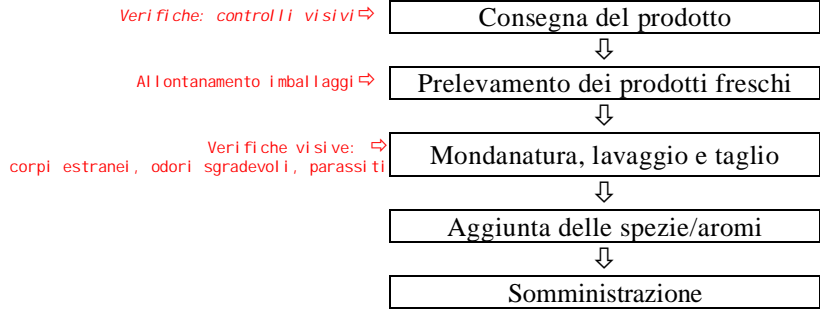 Verifiche: controlli visivi⇨ Consegna del prodotto
Allontanamento imballaggi⇨ Prelevamento dei prodotti freschi
Verifiche visive: ⇨
corpi estranei, odori sgradevoli, parassiti
Mondanatura, lavaggio e taglio
Aggiunta delle spezie/aromi
Somministrazione